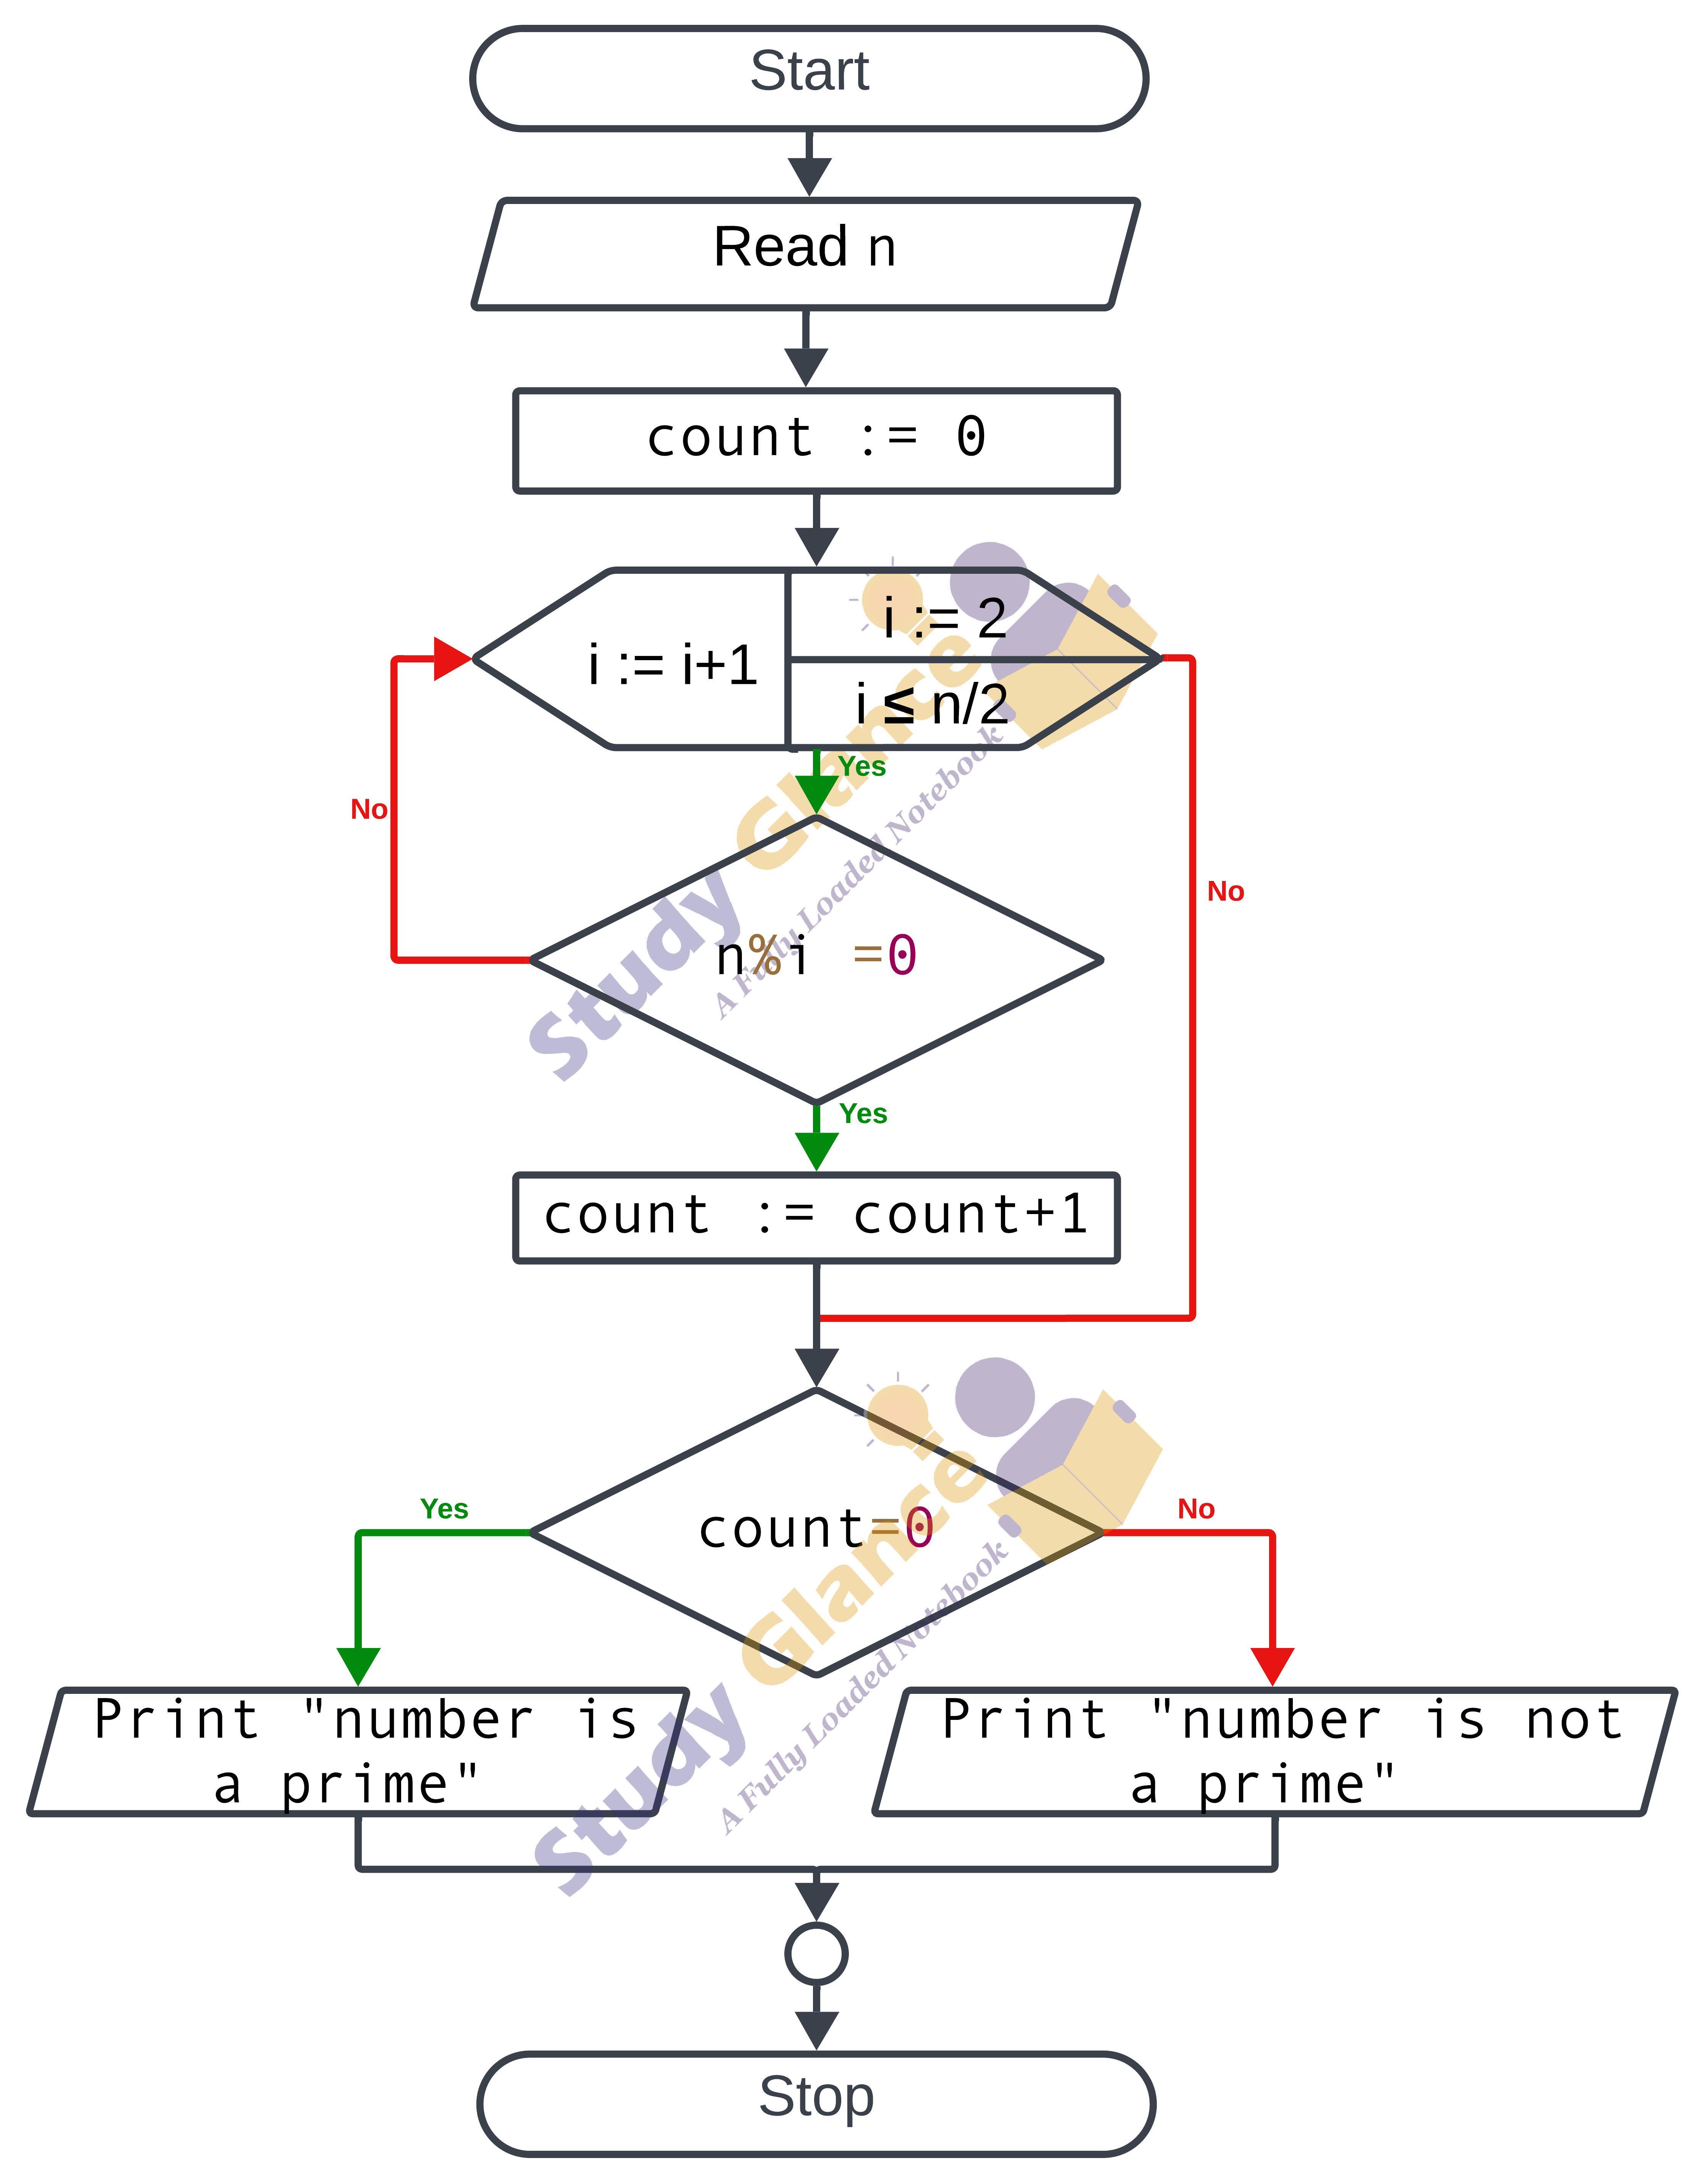 Start
Read n
count := 0
i := 2
i := i+1
i ≤ n/2
Yes
No
No
n%i =0
Study Glance
A Fully Loaded Notebook
Yes
count := count+1
Yes
No
count=0
Print "number is
a prime"
Print "number is not
a prime"
Study Glance
A Fully Loaded Notebook
Stop